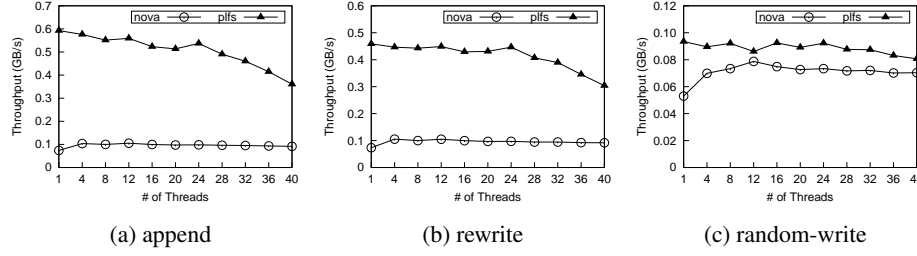 nova plfs
Throughput (GB/s)
0.7
0.6
0.5
0.4
0.3
0.2
0.1
0
1 4 8 12 16 20 24 28 32 36 40
# of Threads
(a) append
nova plfs
Throughput (GB/s)
0.6
0.5
0.4
0.3
0.2
0.1
0
1 4 8 12 16 20 24 28 32 36 40
# of Threads
(b) rewrite
nova plfs
Throughput (GB/s)
0.12
0.10
0.08
0.06
0.04
0.02
0.00
1 4 8 12 16 20 24 28 32 36
# of Threads
(c) random-write